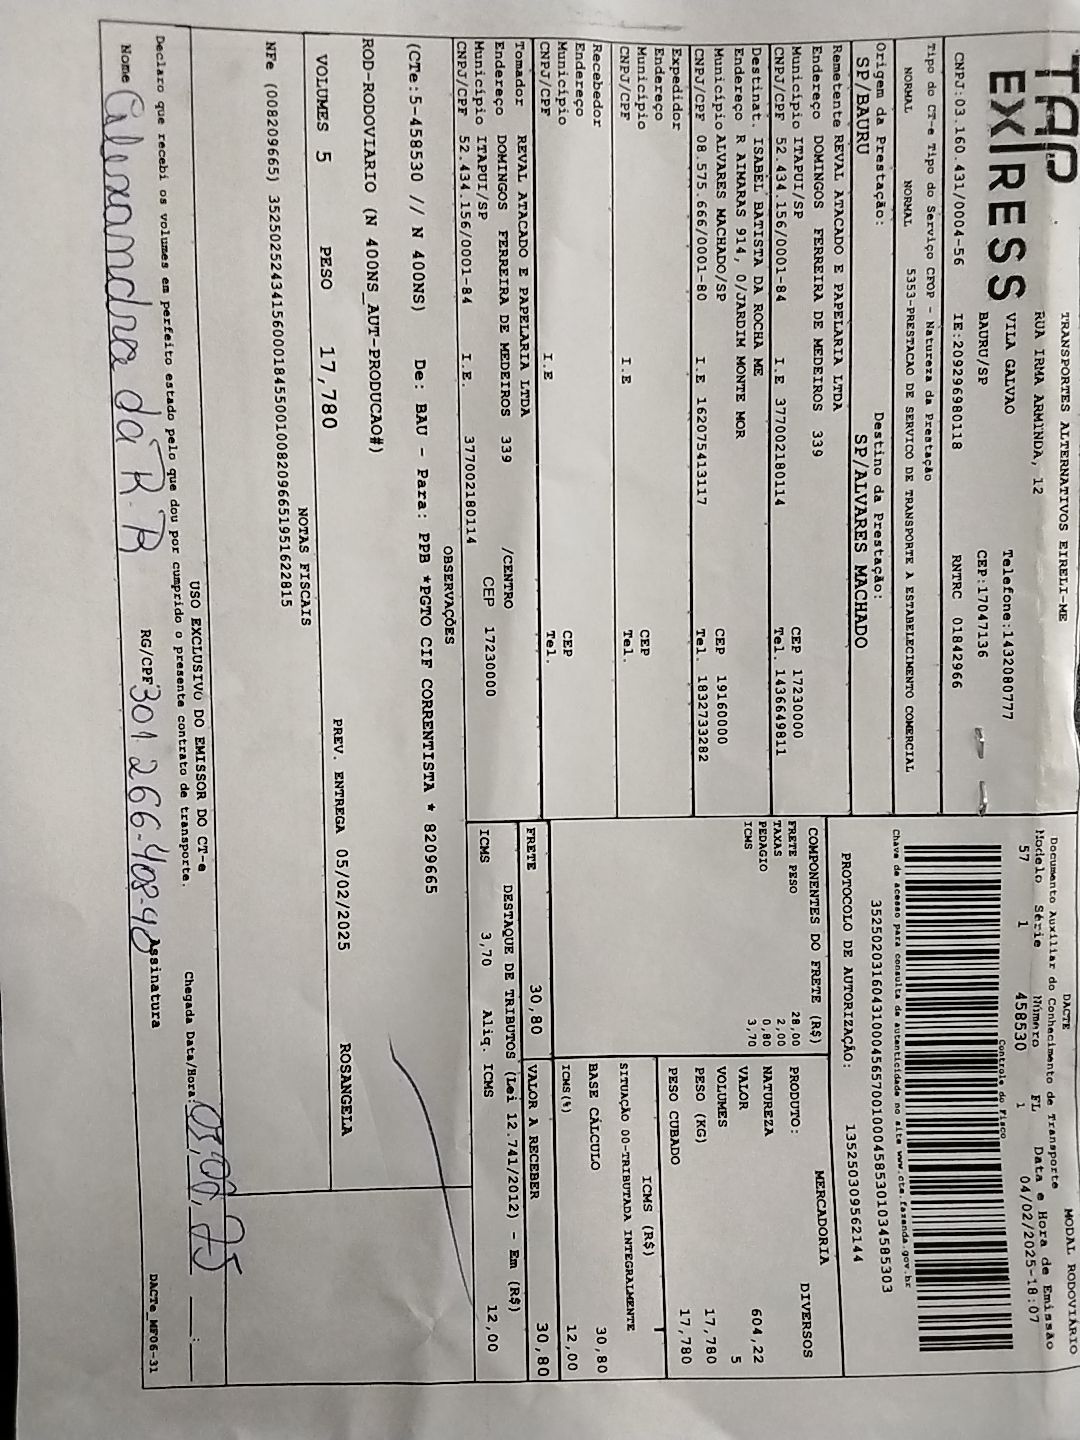 TAP
EX/RESS
TRANSPORTES ALTERNATIVOS EIRELI-ME
RUA IRMA ARMINDA, 12
VILA GALVAO Telefone:1432080777
BAURU/SP CEP:17047136
CNPJ:03.160.431/0004-56 IE:209296980118 RNTRC 01842966
DACTE MODAL RODOVIÁRIO
Documento Auxiliar do Conhecimento de Transporte
Modelo Série Número FL Data e Hora de Emissão
57 1 458530 1 04/02/2025-18:07
Controle do Fisco
Chave de acesso para consulta de autenticidade no site www.cte.fazenda.gov.br
35250203160431000456570010004585301034585303
PROTOCOLO DE AUTORIZAÇÃO: 135250309562144
Tipo do CT-e Tipo do Serviço CFOP - Natureza da Prestação
NORMAL NORMAL 5353-PRESTACAO DE SERVICO DE TRANSPORTE A ESTABELECIMENTO COMERCIAL
Origem da Prestação: Destino da Prestação:
SP/BAURU SP/ALVARES MACHADO
Remetente REVAL ATACADO E PAPELARIA LTDA
Endereço DOMINGOS FERREIRA DE MEDEIROS 339
Município ITAPUI/SP CEP 17230000
CNPJ/CPF 52.434.156/0001-84 I.E 377002180114 Tel. 1436649811
Destinat. ISABEL BATISTA DA ROCHA ME
Endereço R AIMARAS 914, 0/JARDIM MONTE MOR
Município ALVARES MACHADO/SP CEP 19160000
CNPJ/CPF 08.575.666/0001-80 I.E 162075413117 Tel. 1832733282
Expedidor
Endereço
Município CEP
CNPJ/CPF I.E Tel.
Recebedor
Endereço
Município CEP
CNPJ/CPF I.E Tel.
Tomador REVAL ATACADO E PAPELARIA LTDA
Endereço DOMINGOS FERREIRA DE MEDEIROS 339 /CENTRO
Município ITAPUI/SP CEP 17230000
CNPJ/CPF 52.434.156/0001-84 I.E. 377002180114
COMPONENTES DO FRETE (R$)
FRETE PESO 28,00
TAXAS 2,00
PEDAGIO 0,80
ICMS 3,70
MERCADORIA
PRODUTO: DIVERSOS
NATUREZA
VALOR 604,22
VOLUMES 5
PESO (KG) 17,780
PESO CUBADO 17,780
ICMS (R$)
SITUAÇÃO 00-TRIBUTADA INTEGRALMENTE
BASE CÁLCULO 30,80
ICMS(%) 12,00
FRETE 30,80 VALOR A RECEBER 30,80
DESTAQUE DE TRIBUTOS (Lei 12.741/2012) - Em (R$)
ICMS 3,70 Aliq. ICMS 12,00
OBSERVAÇÕES
(CTe:5-458530 // N 400NS) De: BAU - Para: PPB *PGTO CIF CORRENTISTA * 8209665
ROD-RODOVIARIO (N 400NS_AUT-PRODUCAO#)
VOLUMES 5 PESO 17,780 PREV. ENTREGA 05/02/2025 ROSANGELA
NOTAS FISCAIS
NFe (008209665) 35250252434156000184550010082096651951622815
USO EXCLUSIVO DO EMISSOR DO CT-e
Declaro que recebi os volumes em perfeito estado pelo que dou por cumprido o presente contrato de transporte.
Chegada Data/Hora: ___:___
Nome Alexandra da R. B RG/CPF 301 266-408-90 Assinatura
DACTe_MF06-31